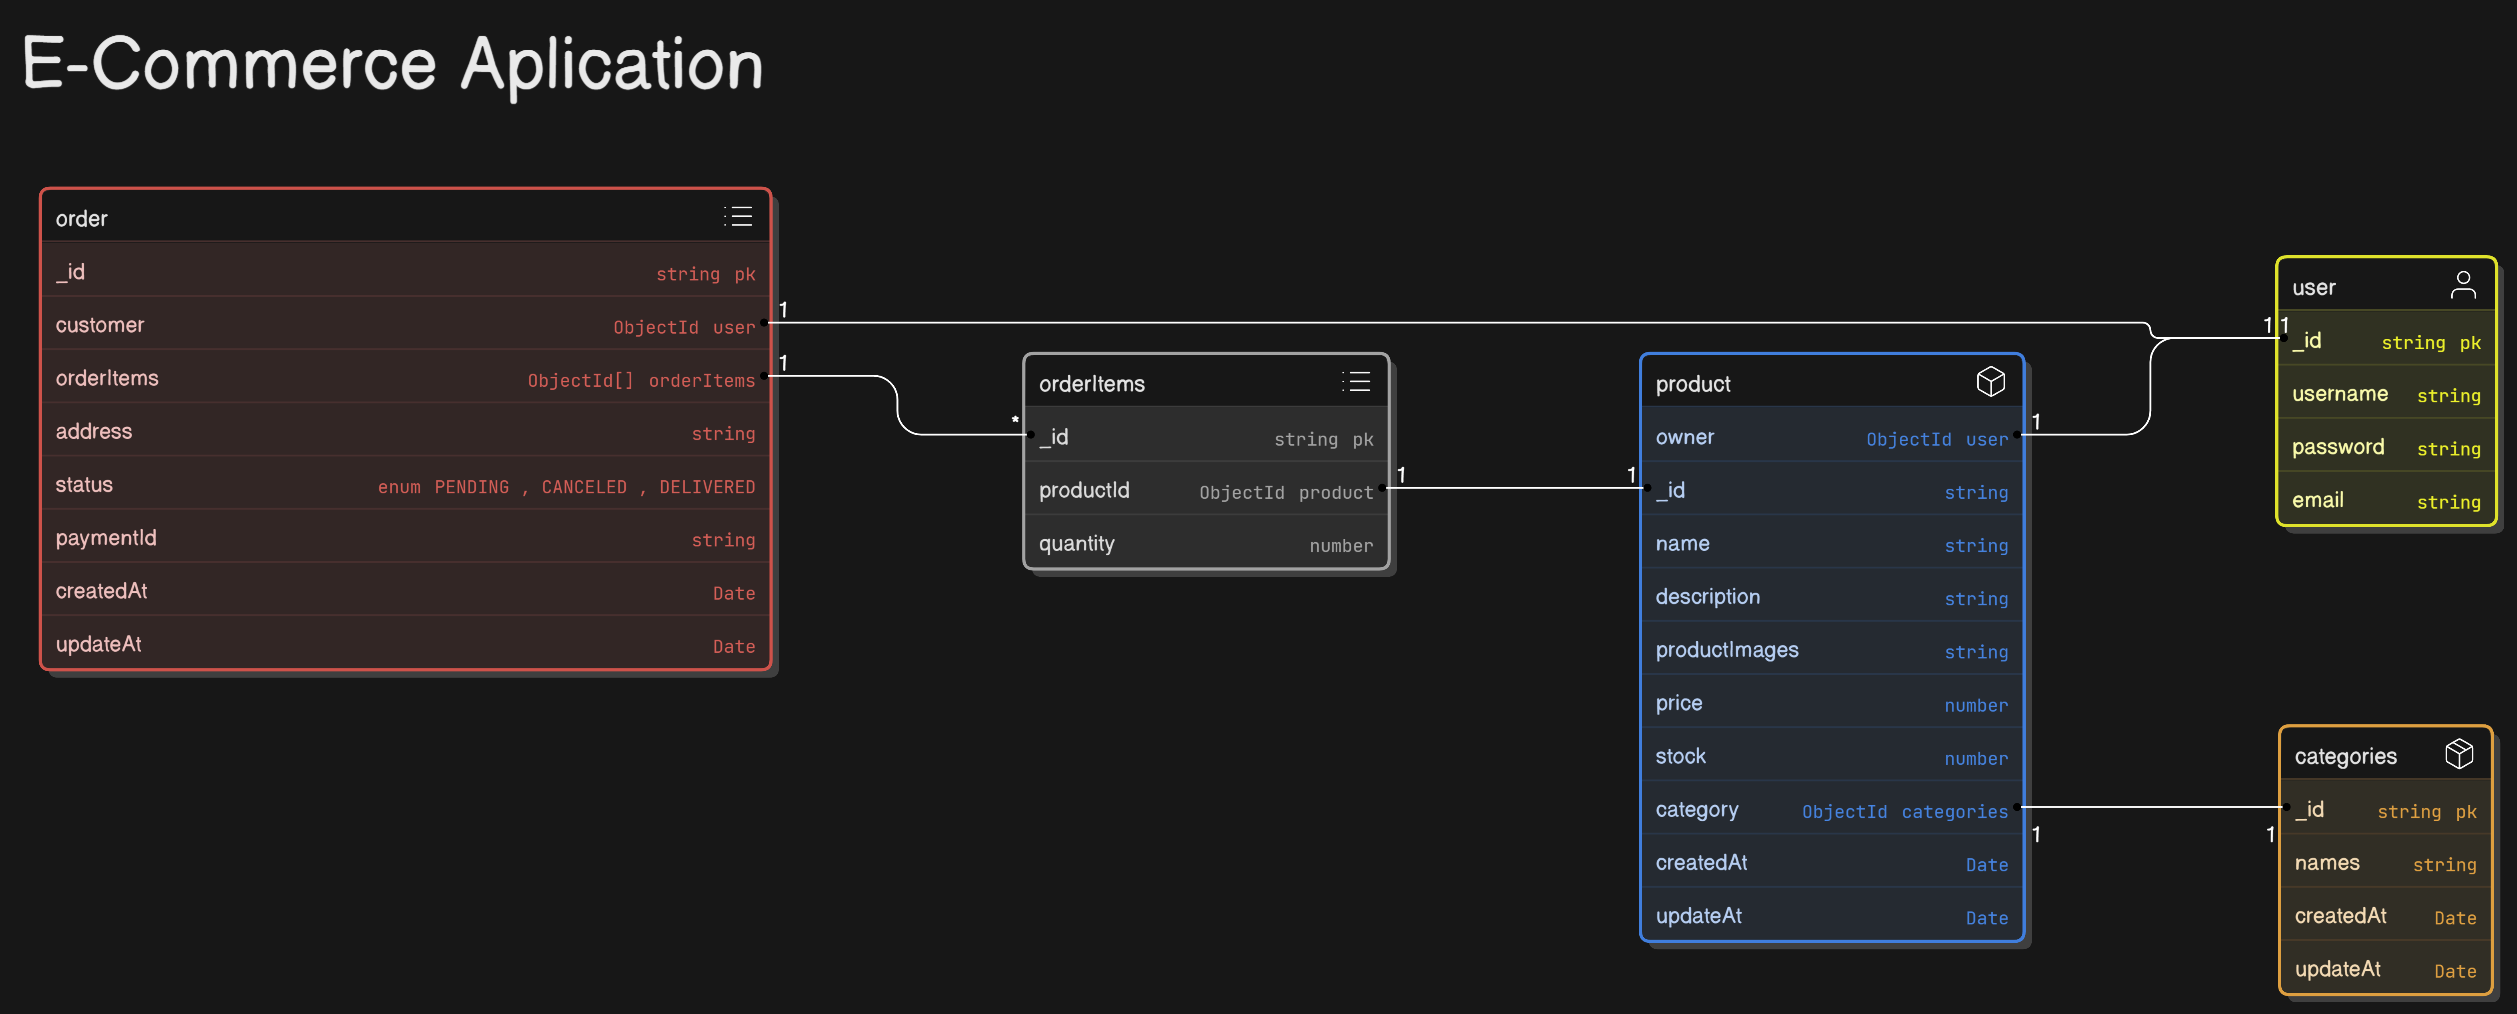 E-Commerce Aplication
order
_id string pk
customer ObjectId user
orderItems ObjectId[] orderItems
address string
status enum PENDING , CANCELED , DELIVERED
paymentId string
createdAt Date
updateAt Date
1
1
*
orderItems
_id string pk
productId ObjectId product
quantity number
1
1
product
owner ObjectId user
_id string
name string
description string
productImages string
price number
stock number
category ObjectId categories
createdAt Date
updateAt Date
1
1
1 1
user
_id string pk
username string
password string
email string
1
categories
_id string pk
names string
createdAt Date
updateAt Date